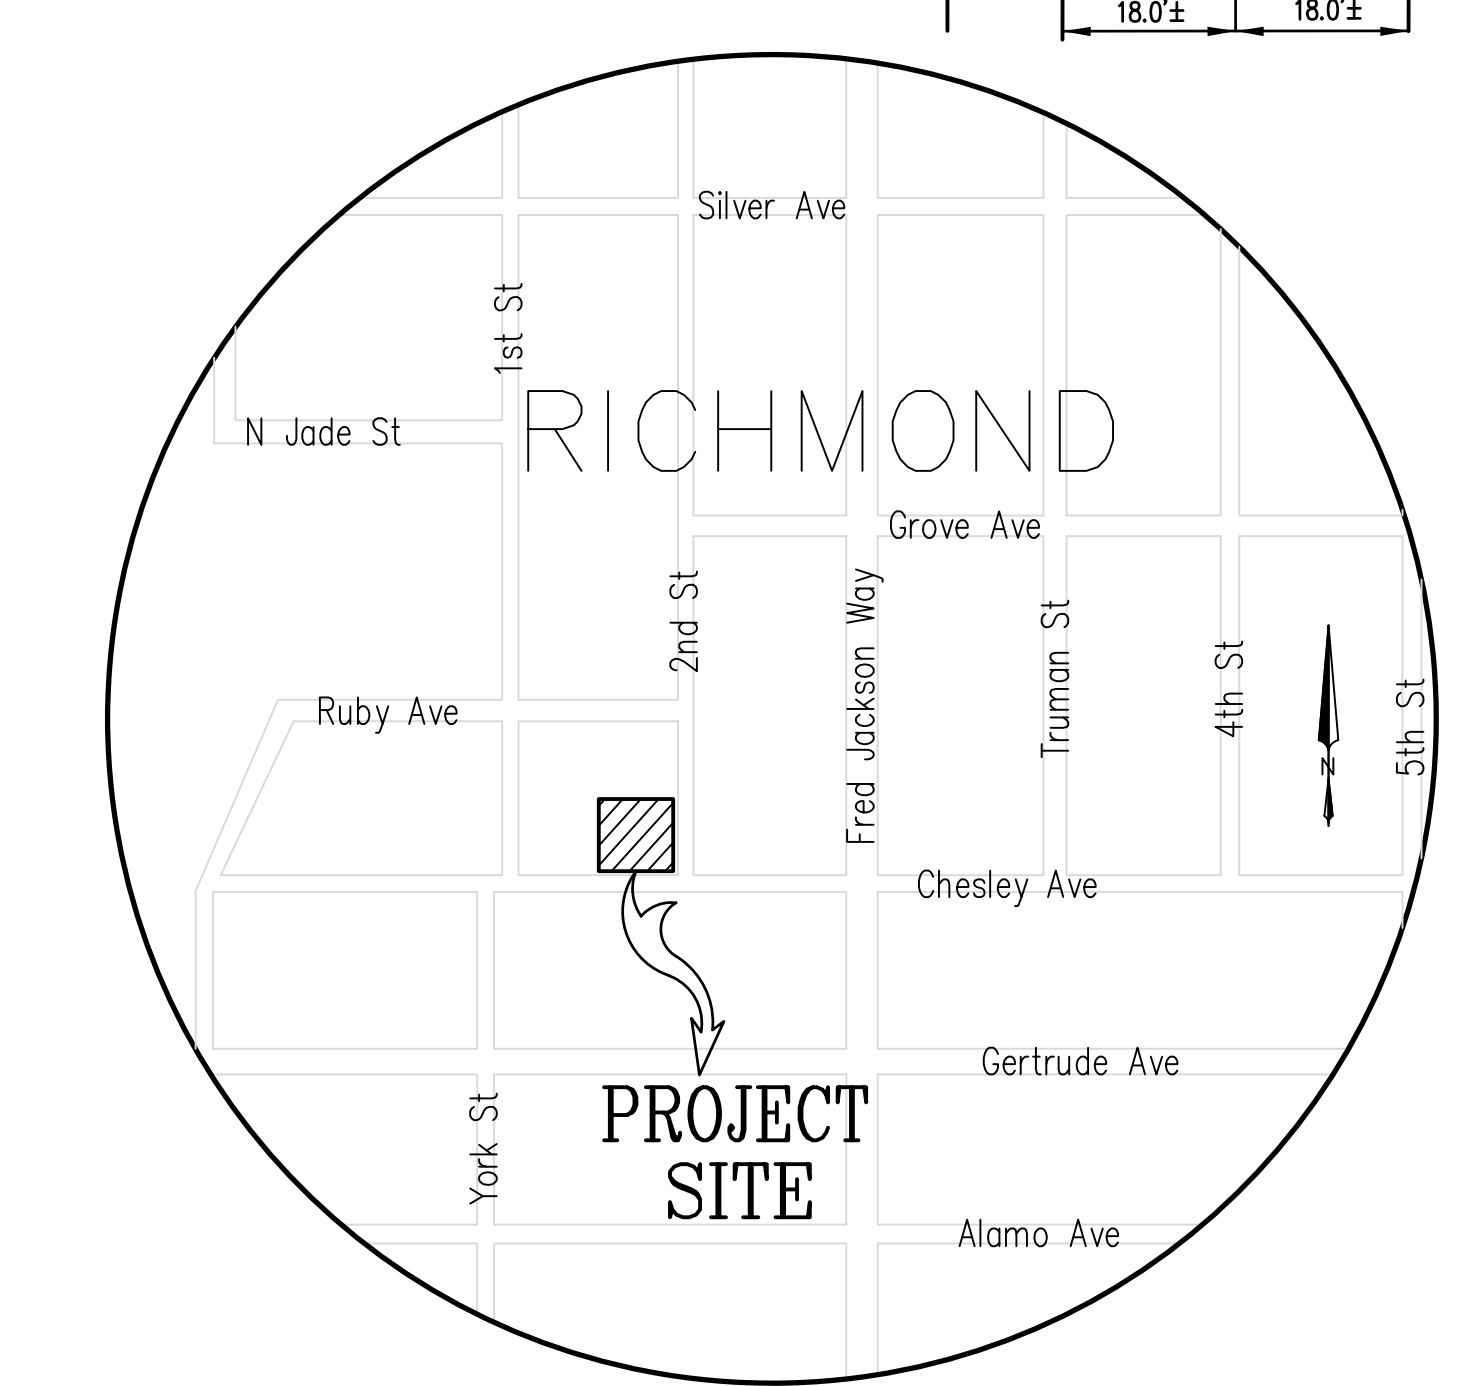 18.0'±
18.0'±
Silver Ave
1st St
RICHMOND
N Jade St
Grove Ave
2nd St
Fred Jackson Way
Truman St
4th St
5th St
Ruby Ave
N
Chesley Ave
Gertrude Ave
PROJECT
SITE
York St
Alamo Ave